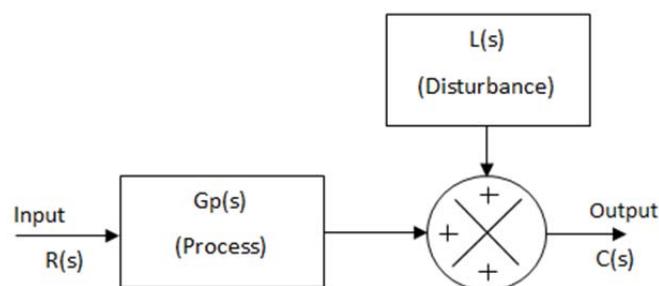 L(s)
(Disturbance)
Gp(s)
(Process)
Input
R(s)
+
+
+
Output
C(s)